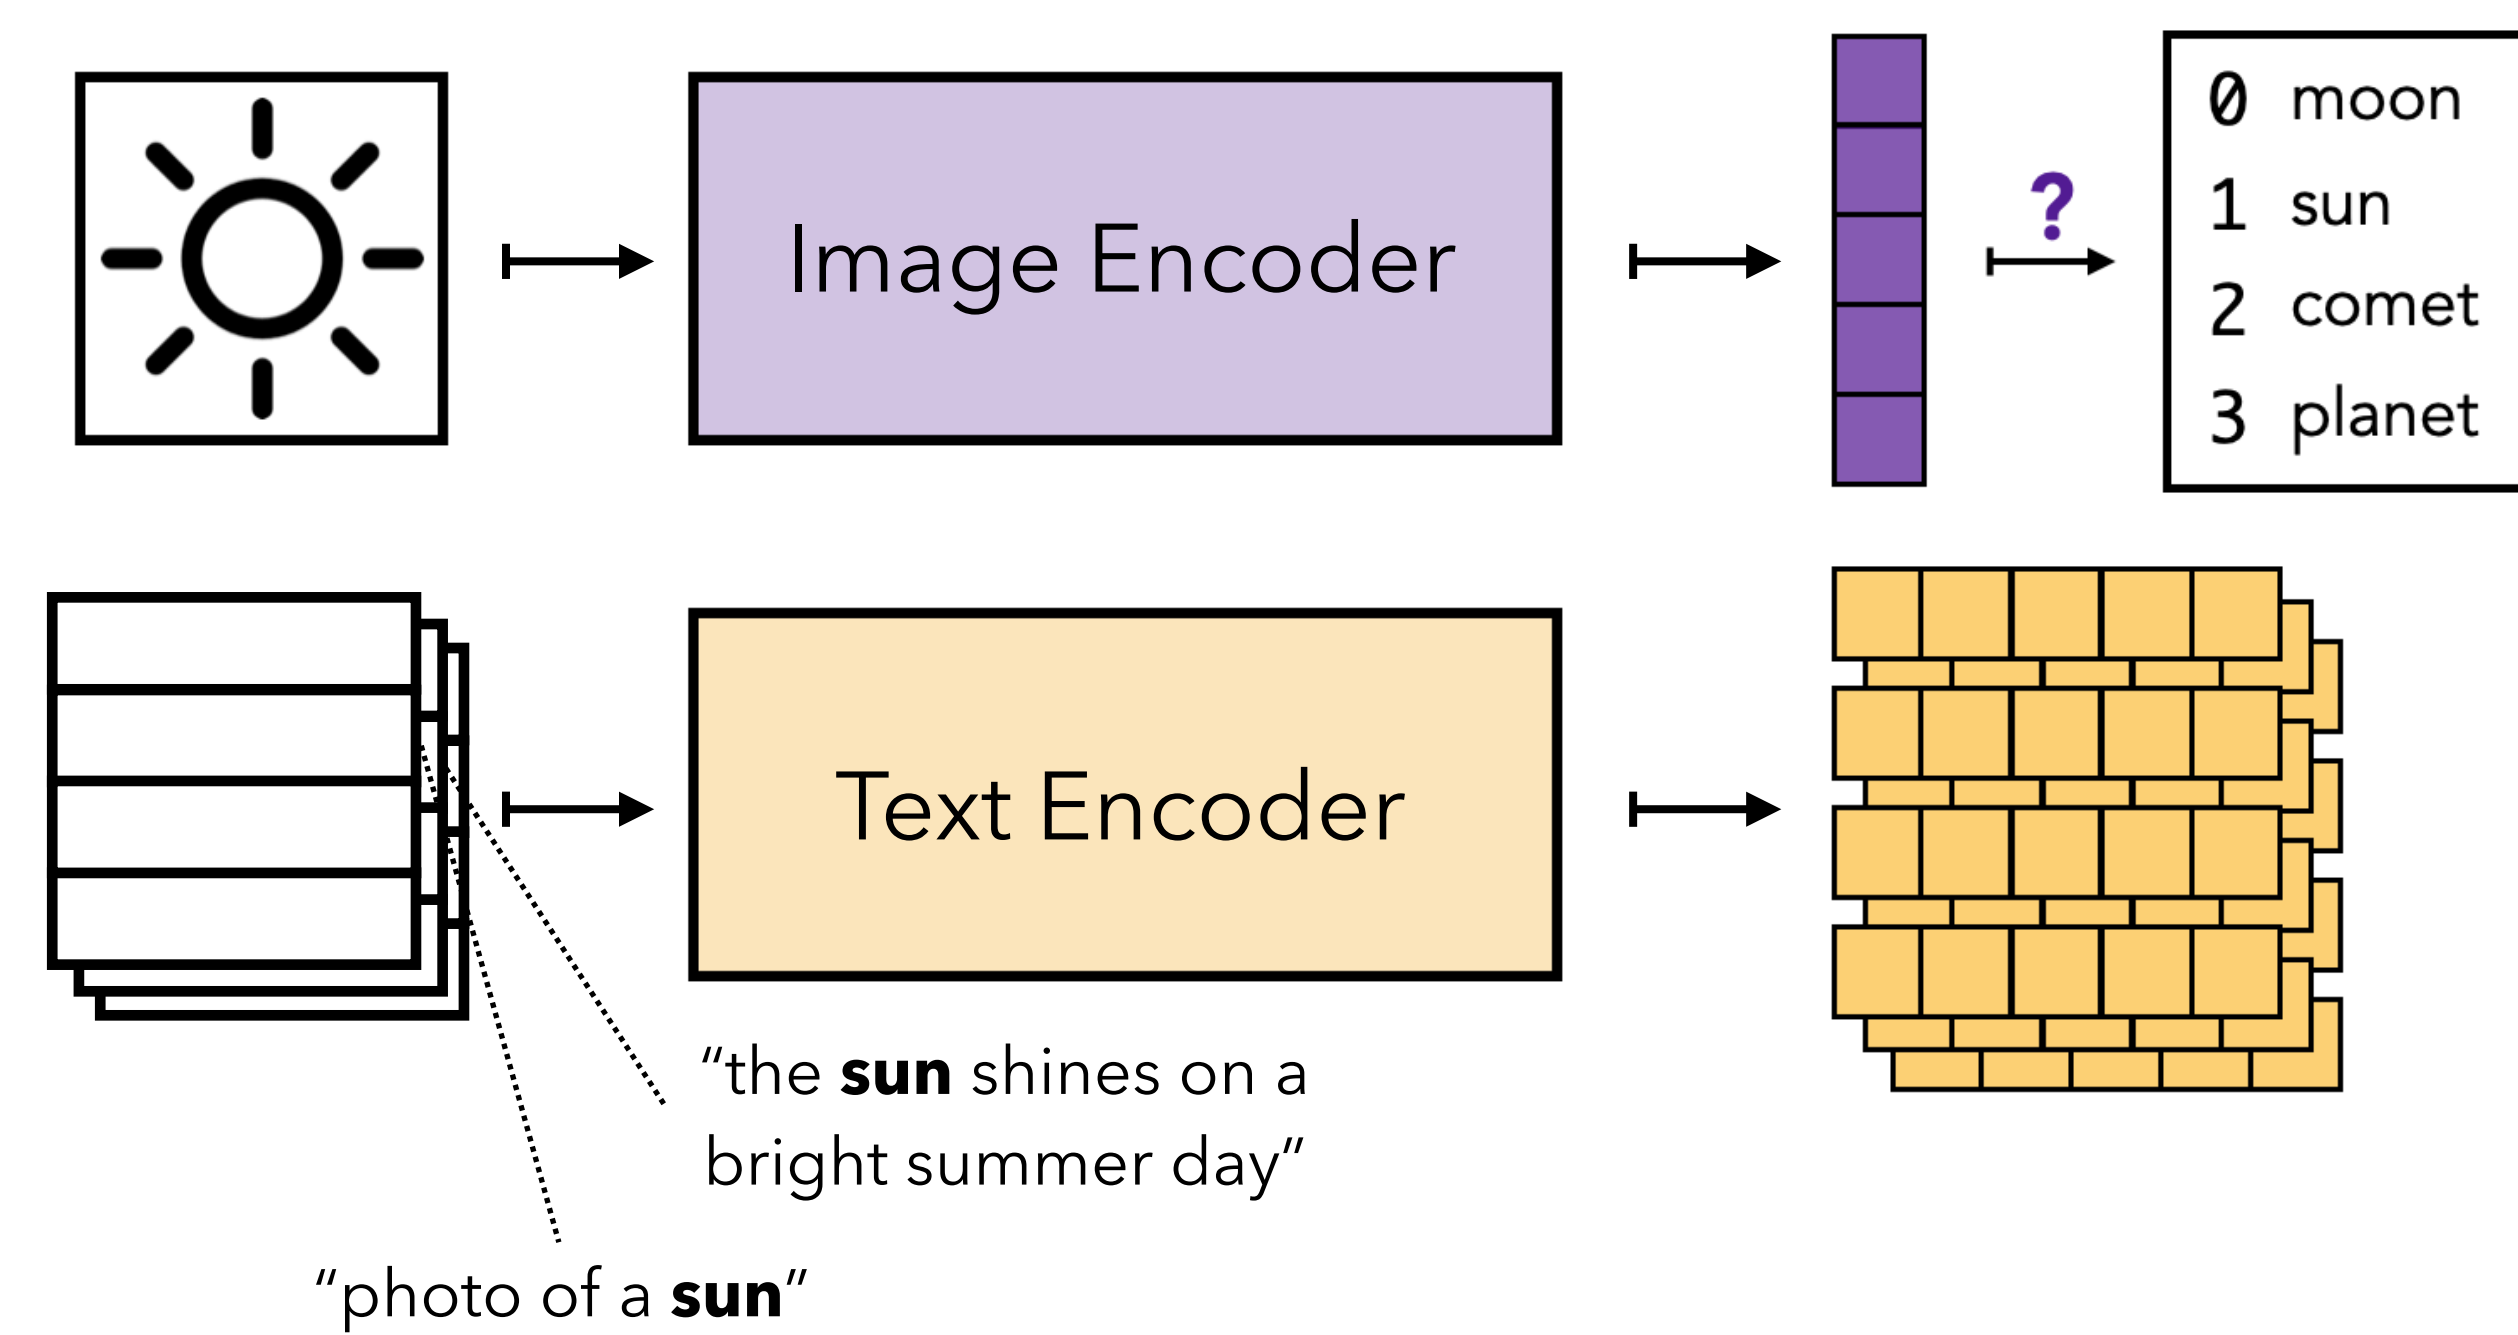 0 moon
1 sun
2 comet
3 planet
?
Image Encoder
Text Encoder
“the sun shines on a
bright summer day”
“photo of a sun”